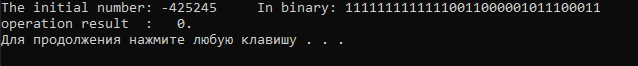 The initial number: -425245     In binary: 11111111111110011000001011100011
operation result  :   0.
Для продолжения нажмите любую клавишу . . .